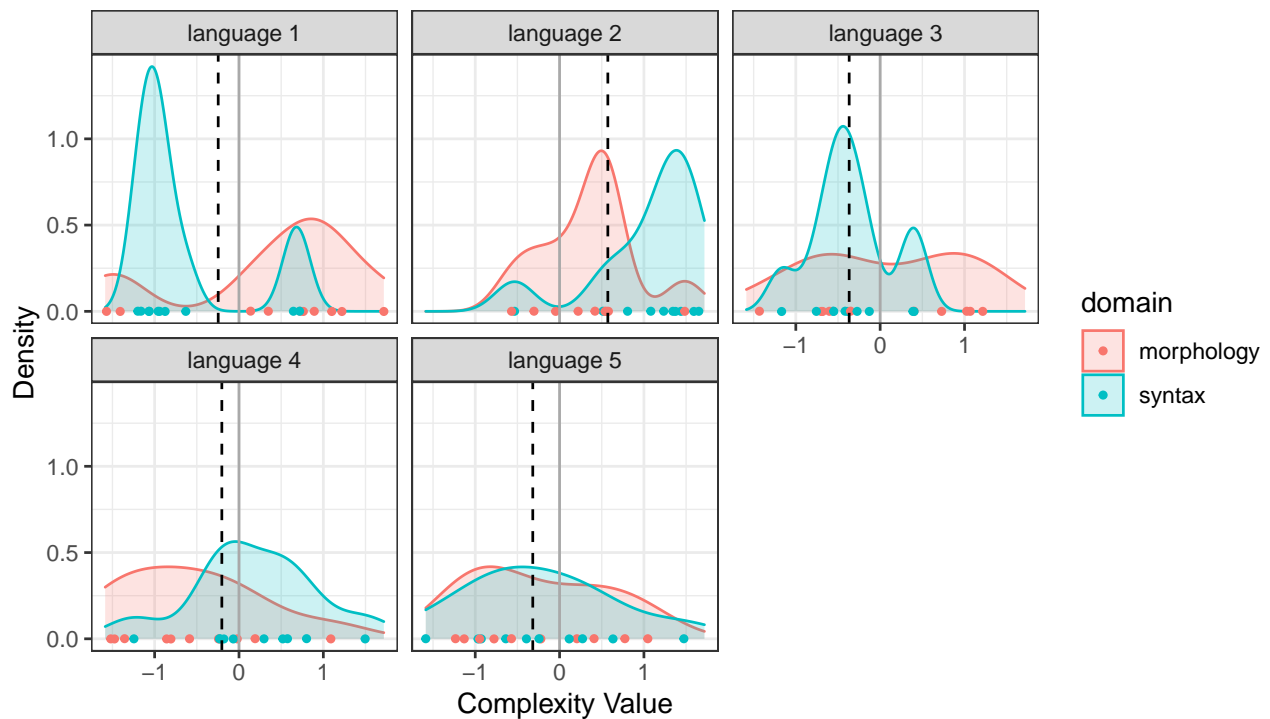 language 1
language 2
language 3
1.0
0.5
0.0
−1 0 1
domain
morphology
syntax
Density
language 4
language 5
1.0
0.5
0.0
−1 0 1
−1 0 1
Complexity Value